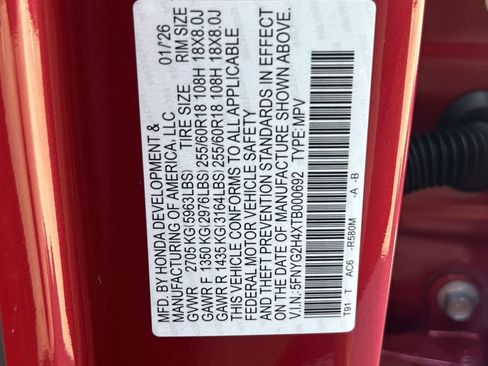 MFD. BY HONDA DEVELOPMENT & 01/26
MANUFACTURING OF AMERICA, LLC
TIRE SIZE RIM SIZE
GVWR 2705 KG(5963LBS)
GAWR F 1350 KG(2976LBS) 255/60R18 108H 18X8.0J
GAWR R 1435 KG(3164LBS) 255/60R18 108H 18X8.0J
THIS VEHICLE CONFORMS TO ALL APPLICABLE
FEDERAL MOTOR VEHICLE SAFETY
AND THEFT PREVENTION STANDARDS IN EFFECT
ON THE DATE OF MANUFACTURE SHOWN ABOVE.
V.I.N.:5FNYG2H4XTB000692 TYPE:MPV
T91 T AC6 -R580M -A -B